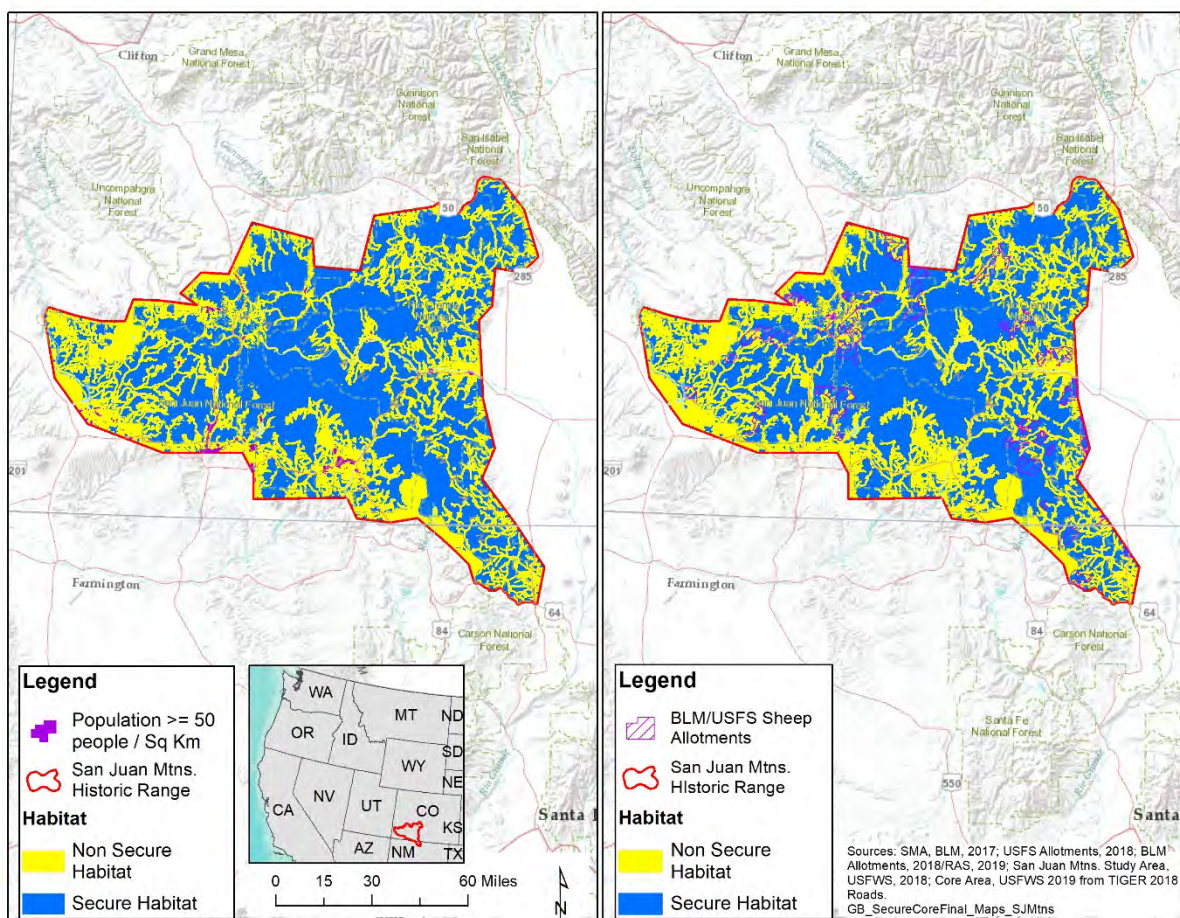 Clifton
Grand Mesa
National Forest
Gunnison
National
Forest
San Isabel
National
Forest
Gunnison River
Uncompahgre
National
Forest
50
285
San Juan National Forest
201
Farmington
64
84
Carson National
Forest
Legend
Population >= 50
people / Sq Km
San Juan Mtns.
HIstoric Range
Habitat
Non Secure
Habitat
Secure Habitat
WA
MT
ND
OR
ID
SD
WY
NE
NV
CA
UT
CO
KS
AZ
NM
TX
0 15 30 60 Miles
N
Santa
Clifton
Grand Mesa
National Forest
Gunnison
National
Forest
San Isabel
National
Forest
Gunnison River
Uncompahgre
National
Forest
50
285
San Juan National Forest
201
Farmington
64
84
Carson National
Forest
Santa Fe
National Forest
550
Santa
Legend
BLM/USFS Sheep
Allotments
San Juan Mtns.
HIstoric Range
Habitat
Non Secure
Habitat
Secure Habitat
Sources: SMA, BLM, 2017; USFS Allotments, 2018; BLM
Allotments, 2018/RAS, 2019; San Juan Mtns. Study Area,
USFWS, 2018; Core Area, USFWS 2019 from TIGER 2018
Roads.
GB_SecureCoreFinal_Maps_SJMtns